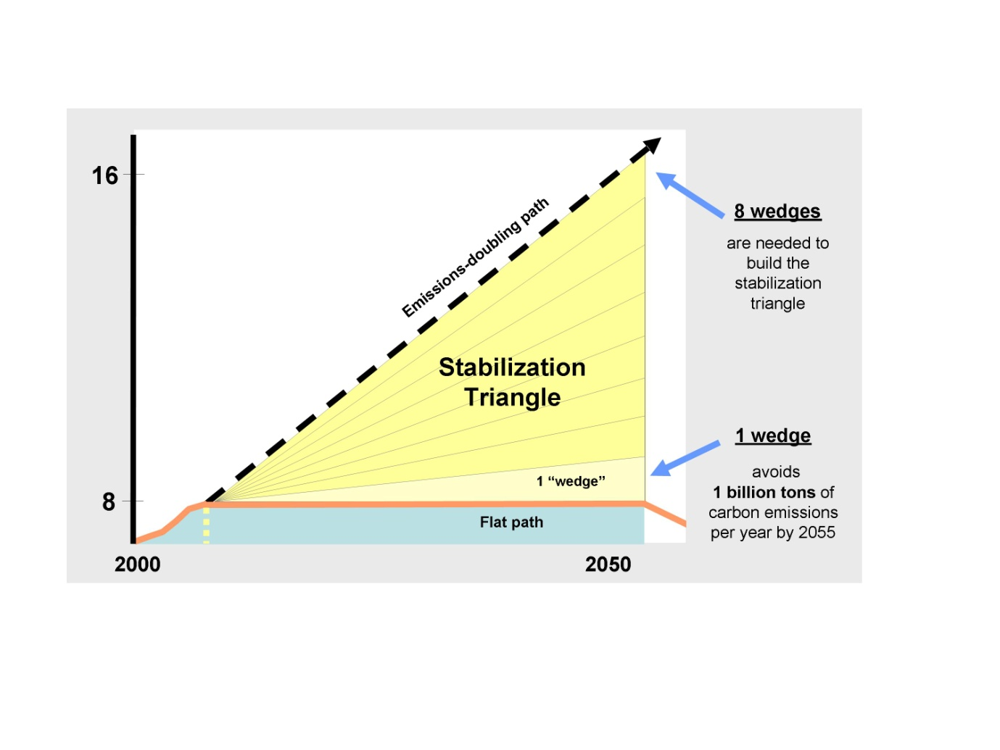 16
8
2000
2050
Emissions-doubling path
Stabilization
Triangle
1 “wedge”
Flat path
8 wedges
are needed to
build the
stabilization
triangle
1 wedge
avoids
1 billion tons of
carbon emissions
per year by 2055